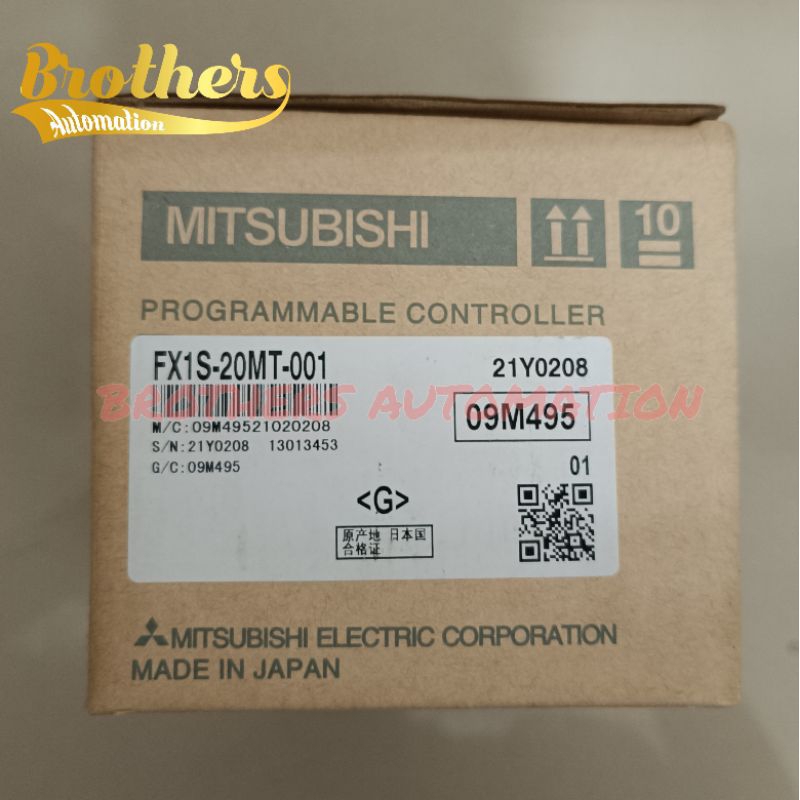 Brothers
Automation
MITSUBISHI
10
PROGRAMMABLE CONTROLLER
FX1S-20MT-001
21Y0208
BROTHERS AUTOMATION
M/C:09M49521020208
09M495
S/N:21Y0208 13013453
G/C:09M495
01
<G>
原产地 日本国
合格证
MITSUBISHI ELECTRIC CORPORATION
MADE IN JAPAN